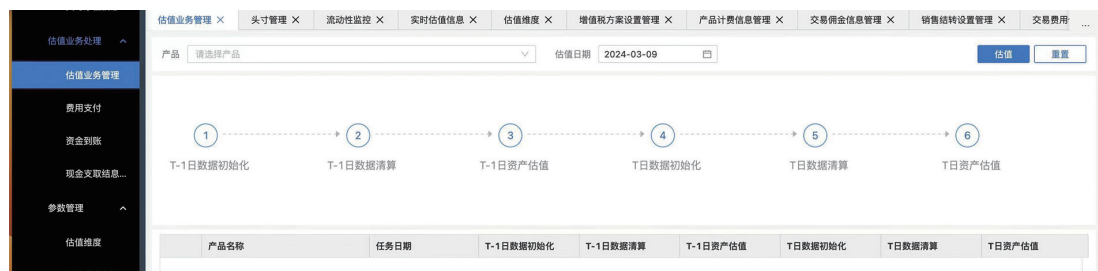 估值业务处理
估值业务管理
费用支付
资金到账
现金支取结息...
参数管理
估值维度
估值业务管理 × 头寸管理 × 流动性监控 × 实时估值信息 × 估值维度 × 增值税方案设置管理 × 产品计费信息管理 × 交易佣金信息管理 × 销售结转设置管理 × 交易费用 ...
产品 请选择产品 估值日期 2024-03-09 估值 重置
1 2 3 4 5 6
T-1日数据初始化 T-1日数据清算 T-1日资产估值 T日数据初始化 T日数据清算 T日资产估值
产品名称 任务日期 T-1日数据初始化 T-1日数据清算 T-1日资产估值 T日数据初始化 T日数据清算 T日资产估值